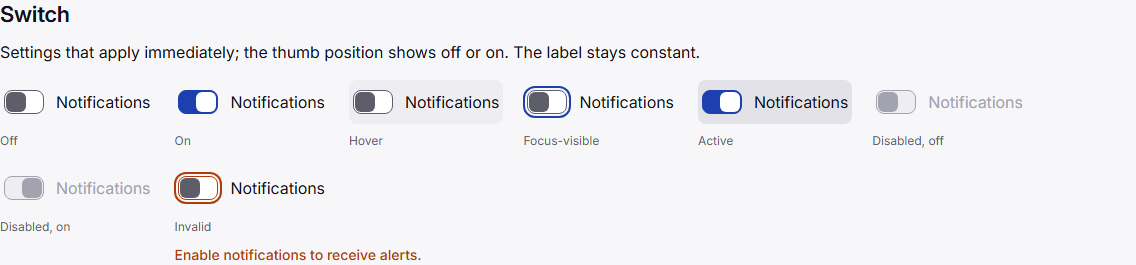 Switch
Settings that apply immediately; the thumb position shows off or on. The label stays constant.
Notifications Notifications Notifications Notifications Notifications Notifications
Off On Hover Focus-visible Active Disabled, off
Notifications Notifications
Disabled, on Invalid
Enable notifications to receive alerts.